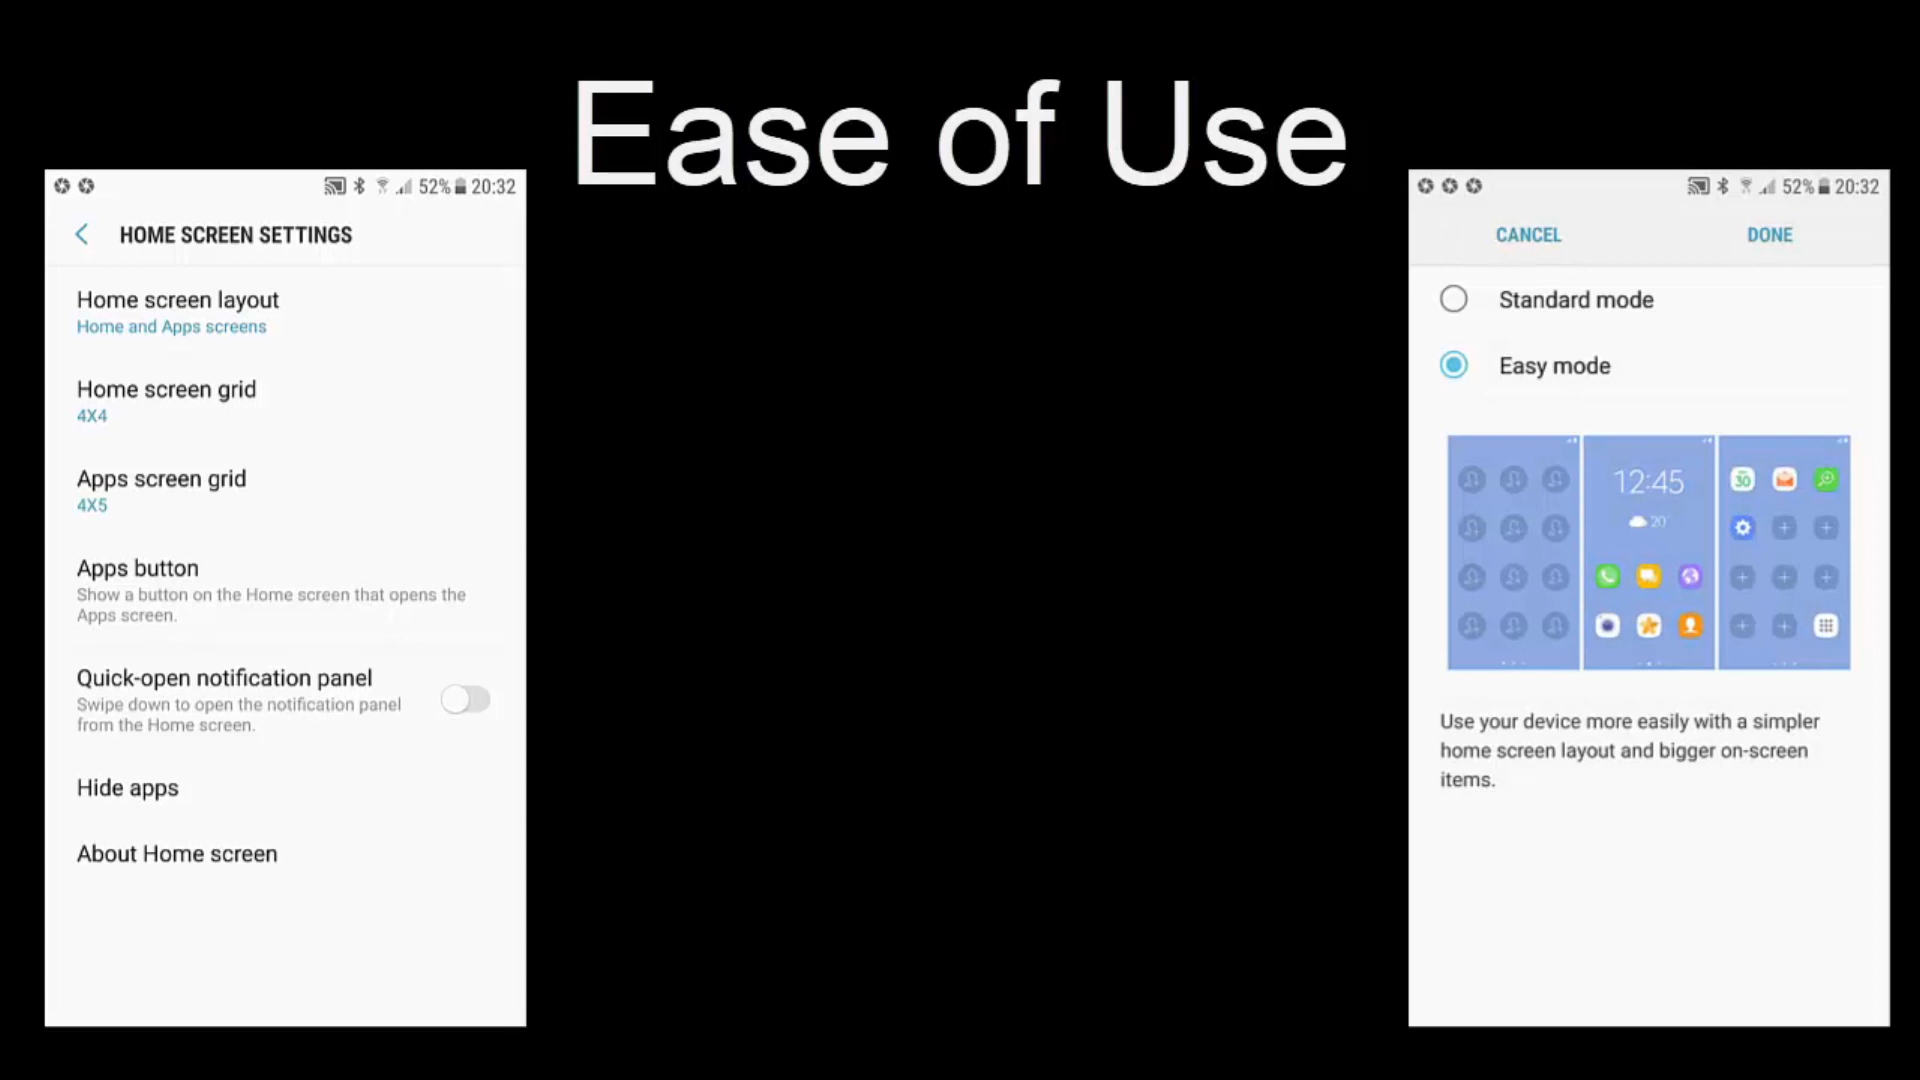 Ease of Use
52% 20:32
HOME SCREEN SETTINGS
Home screen layout
Home and Apps screens
Home screen grid
4X4
Apps screen grid
4X5
Apps button
Show a button on the Home screen that opens the
Apps screen.
Quick-open notification panel
Swipe down to open the notification panel
from the Home screen.
Hide apps
About Home screen
52% 20:32
CANCEL DONE
Standard mode
Easy mode
12:45
20°
30
Use your device more easily with a simpler
home screen layout and bigger on-screen
items.